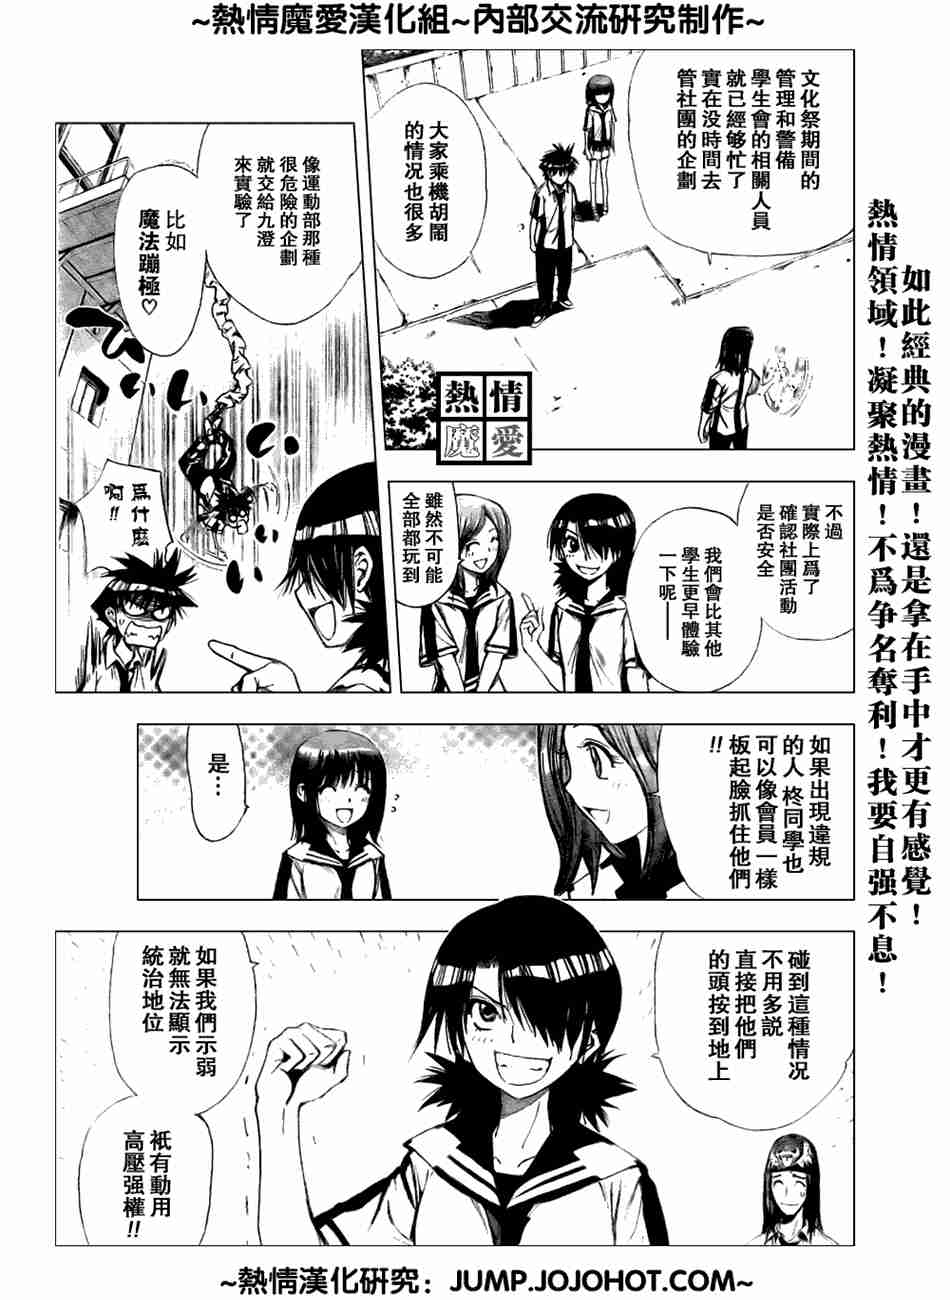 ~熱情魔愛漢化組~內部交流研究制作~
文化祭期間的
管理和警備
學生會的相關人員
就已經够忙了
實在没時間去
管社團的企劃
大家乘機胡鬧
的情况也很多
像運動部那種
很危險的企劃
就交給九澄
來實驗了
比如
魔法蹦極♡
爲什麽
啊!!
熱情
魔愛
不過
實際上爲了
確認社團活動
是否安全
我們會比其他
學生更早體驗
一下呢——
雖然不可能
全部都玩到
如果出現違規
的人 柊同學也
可以像會員一樣
板起臉抓住他們
!!
是…
碰到這種情况
不用多説
直接把他們
的頭按到地上
如果我們示弱
就無法顯示
統治地位
衹有動用
高壓强權!!
如此經典的漫畫！還是拿在手中才更有感覺！
熱情領域！凝聚熱情！不爲争名奪利！我要自强不息！
~熱情漢化研究：JUMP.JOJOHOT.COM~